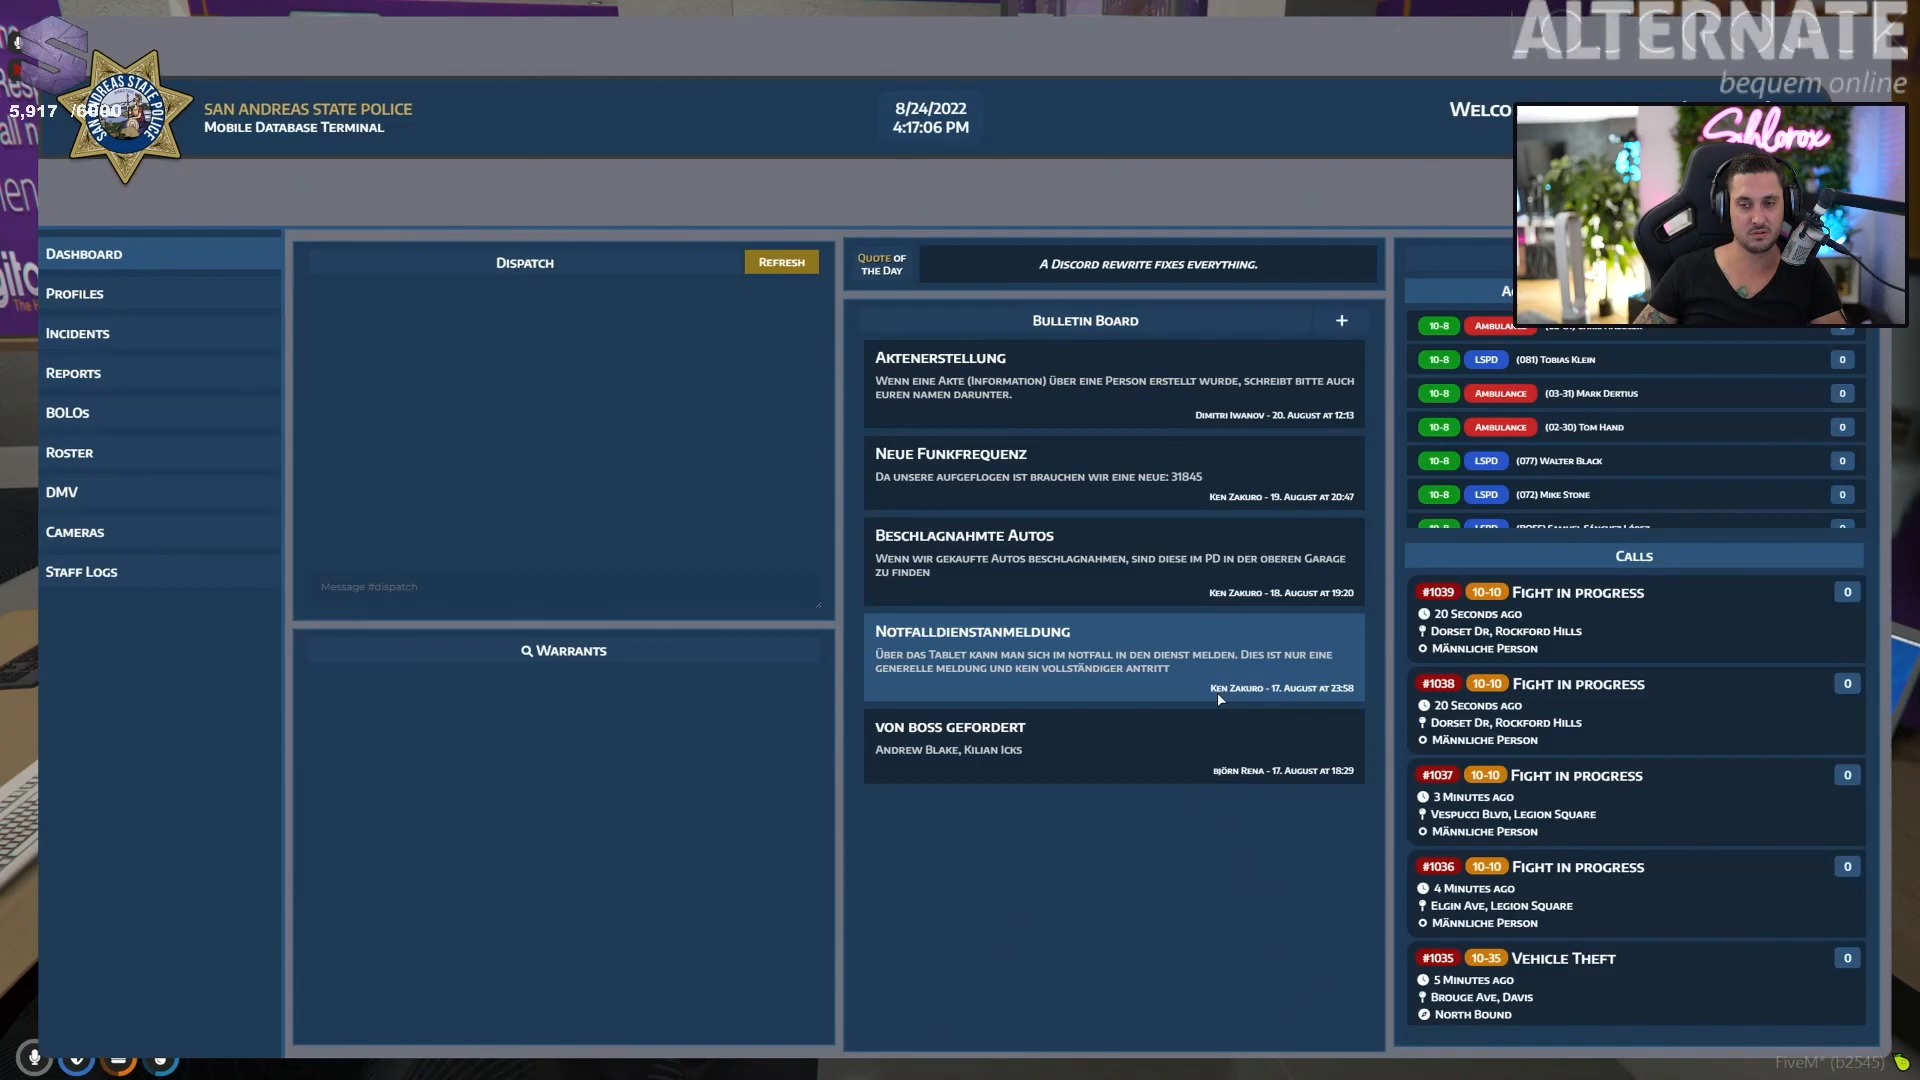 ALTERNATE
bequem online
5,917 /6000
SAN ANDREAS STATE POLICE
MOBILE DATABASE TERMINAL
8/24/2022
4:17:06 PM
WELCO
Schlorox
DASHBOARD
PROFILES
INCIDENTS
REPORTS
BOLOS
ROSTER
DMV
CAMERAS
STAFF LOGS
DISPATCH
REFRESH
Message #dispatch
WARRANTS
QUOTE OF
THE DAY
A DISCORD REWRITE FIXES EVERYTHING.
BULLETIN BOARD
+
AKTENERSTELLUNG
WENN EINE AKTE (INFORMATION) ÜBER EINE PERSON ERSTELLT WURDE, SCHREIBT BITTE AUCH
EUREN NAMEN DARUNTER.
DIMITRI IWANOV - 20. AUGUST AT 12:13
NEUE FUNKFREQUENZ
DA UNSERE AUFGEFLOGEN IST BRAUCHEN WIR EINE NEUE: 31845
KEN ZAKURO - 19. AUGUST AT 20:47
BESCHLAGNAHMTE AUTOS
WENN WIR GEKAUFTE AUTOS BESCHLAGNAHMEN, SIND DIESE IM PD IN DER OBEREN GARAGE
ZU FINDEN
KEN ZAKURO - 18. AUGUST AT 19:20
NOTFALLDIENSTANMELDUNG
ÜBER DAS TABLET KANN MAN SICH IM NOTFALL IN DEN DIENST MELDEN. DIES IST NUR EINE
GENERELLE MELDUNG UND KEIN VOLLSTÄNDIGER ANTRITT
KEN ZAKURO - 17. AUGUST AT 23:58
VON BOSS GEFORDERT
ANDREW BLAKE, KILIAN ICKS
BJÖRN RENA - 17. AUGUST AT 18:29
10-8 AMBULANCE
10-8 LSPD (081) TOBIAS KLEIN 0
10-8 AMBULANCE (03-31) MARK DERTIUS 0
10-8 AMBULANCE (02-30) TOM HAND 0
10-8 LSPD (077) WALTER BLACK 0
10-8 LSPD (072) MIKE STONE 0
10-8 LSPD
CALLS
#1039 10-10 FIGHT IN PROGRESS 0
20 SECONDS AGO
DORSET DR, ROCKFORD HILLS
MÄNNLICHE PERSON
#1038 10-10 FIGHT IN PROGRESS 0
20 SECONDS AGO
DORSET DR, ROCKFORD HILLS
MÄNNLICHE PERSON
#1037 10-10 FIGHT IN PROGRESS 0
3 MINUTES AGO
VESPUCCI BLVD, LEGION SQUARE
MÄNNLICHE PERSON
#1036 10-10 FIGHT IN PROGRESS 0
4 MINUTES AGO
ELGIN AVE, LEGION SQUARE
MÄNNLICHE PERSON
#1035 10-35 VEHICLE THEFT 0
5 MINUTES AGO
BROUGE AVE, DAVIS
NORTH BOUND
FiveM* (b2545)